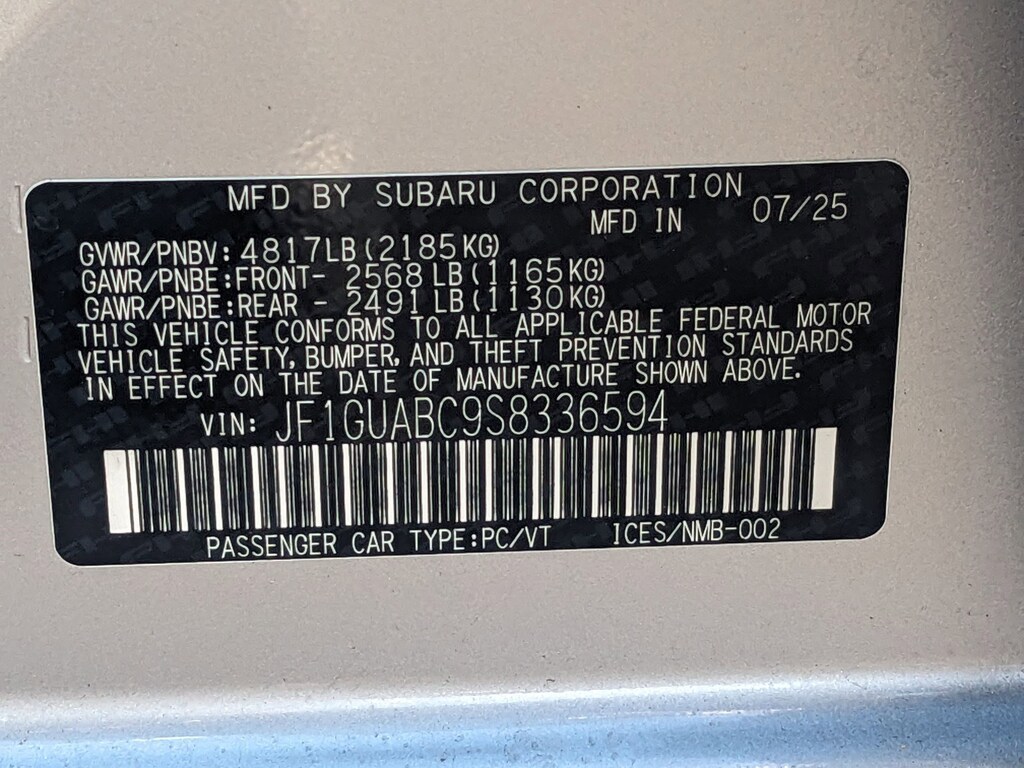 MFD BY SUBARU CORPORATION
MFD IN 07/25
GVWR/PNBV: 4817LB(2185KG)
GAWR/PNBE:FRONT- 2568 LB(1165KG)
GAWR/PNBE:REAR - 2491 LB(1130KG)
THIS VEHICLE CONFORMS TO ALL APPLICABLE FEDERAL MOTOR
VEHICLE SAFETY, BUMPER, AND THEFT PREVENTION STANDARDS
IN EFFECT ON THE DATE OF MANUFACTURE SHOWN ABOVE.
VIN: JF1GUABC9S8336594
PASSENGER CAR TYPE:PC/VT ICES/NMB-002